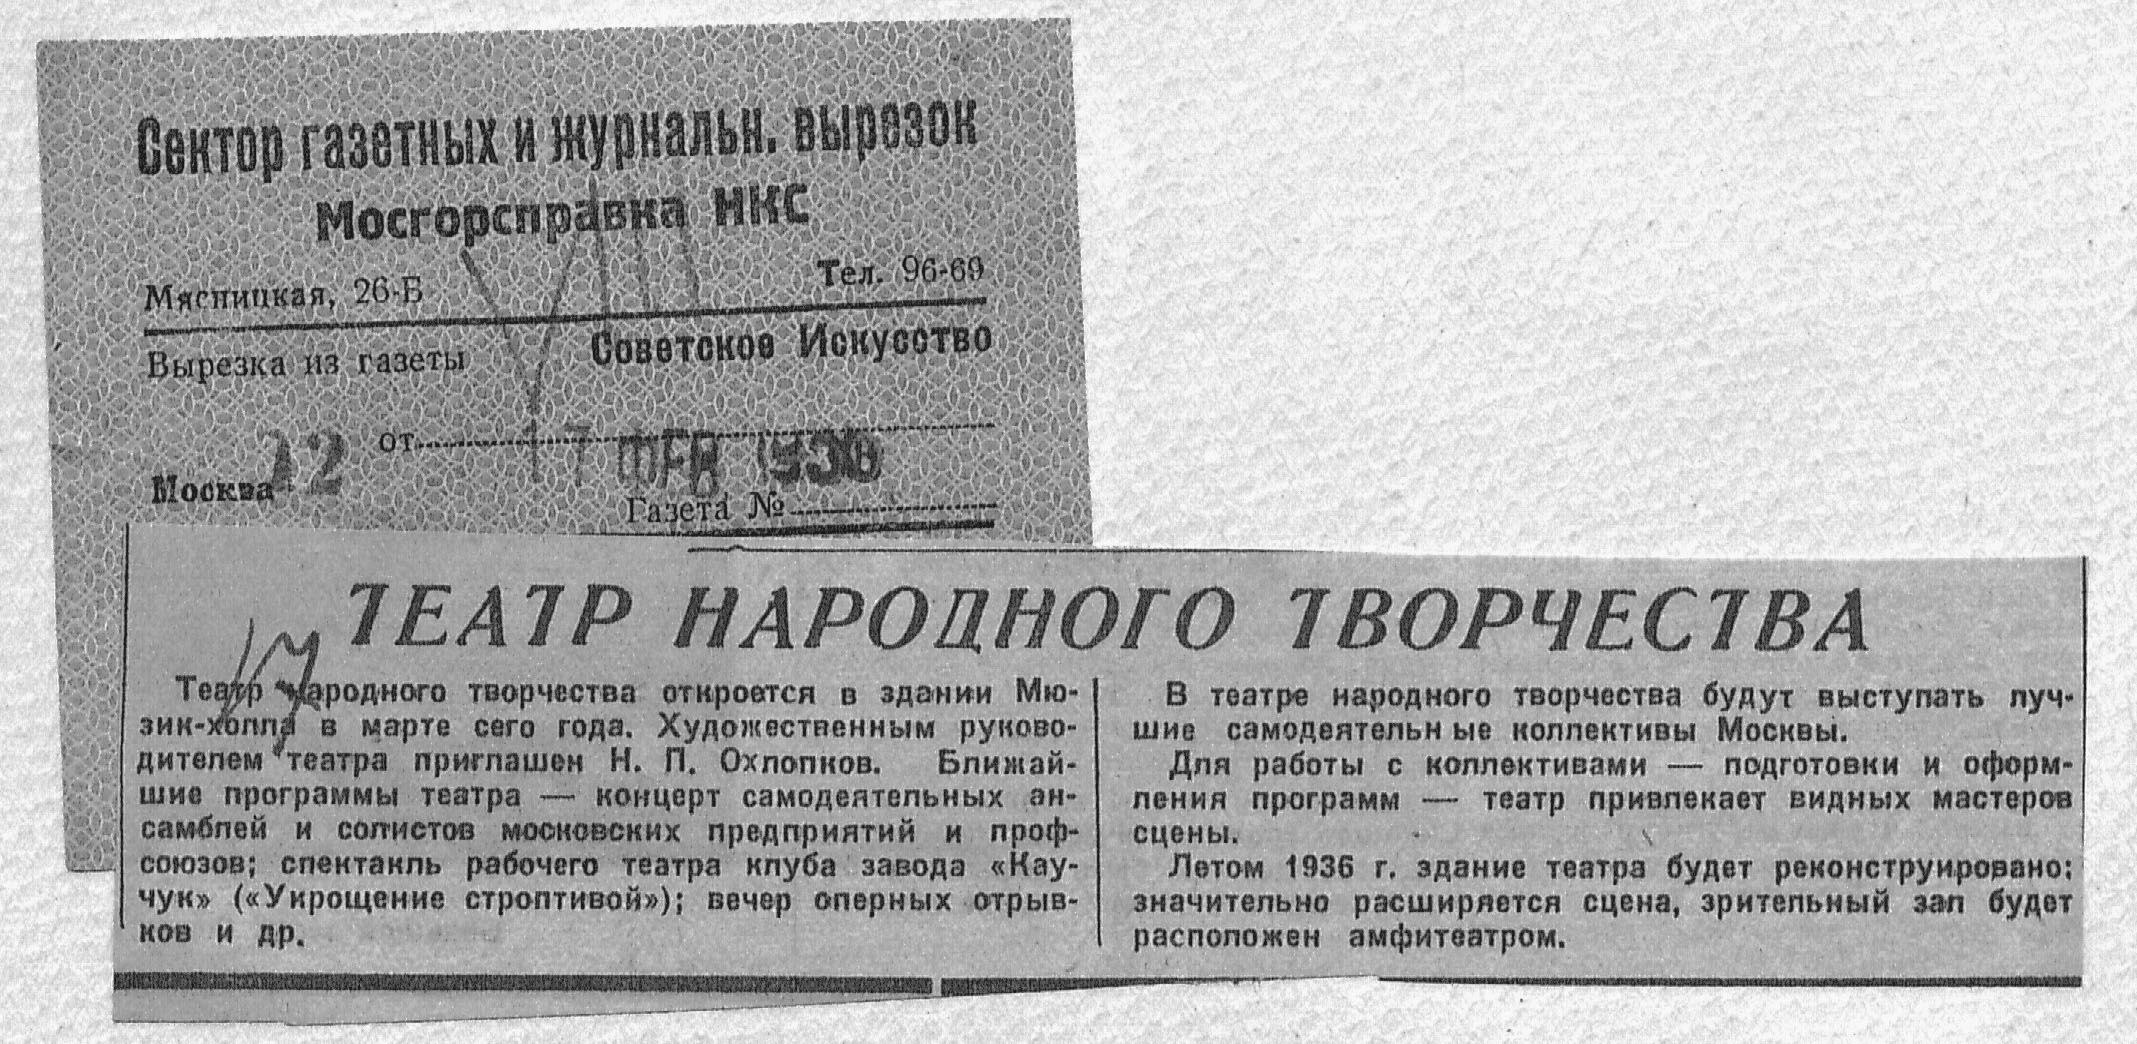 Сектор газетных и журнальн. вырезок
Мосгорсправка НКС
Мясницкая, 26-Б Тел. 96-69
Вырезка из газеты Советское Искусство
от 17 ФЕВ 1936
Москва 12
Газета №
ТЕАТР НАРОДНОГО ТВОРЧЕСТВА
Театр народного творчества откроется в здании Мю-
зик-холла в марте сего года. Художественным руково-
дителем театра приглашен Н. П. Охлопков. Ближай-
шие программы театра — концерт самодеятельных ан-
самблей и солистов московских предприятий и проф-
союзов; спектакль рабочего театра клуба завода «Кау-
чук» («Укрощение строптивой»); вечер оперных отрыв-
ков и др.
В театре народного творчества будут выступать луч-
шие самодеятельн ые коллективы Москвы.
Для работы с коллективами — подготовки и оформ-
ления программ — театр привлекает видных мастеров
сцены.
Летом 1936 г. здание театра будет реконструировано;
значительно расширяется сцена, зрительный зал будет
расположен амфитеатром.